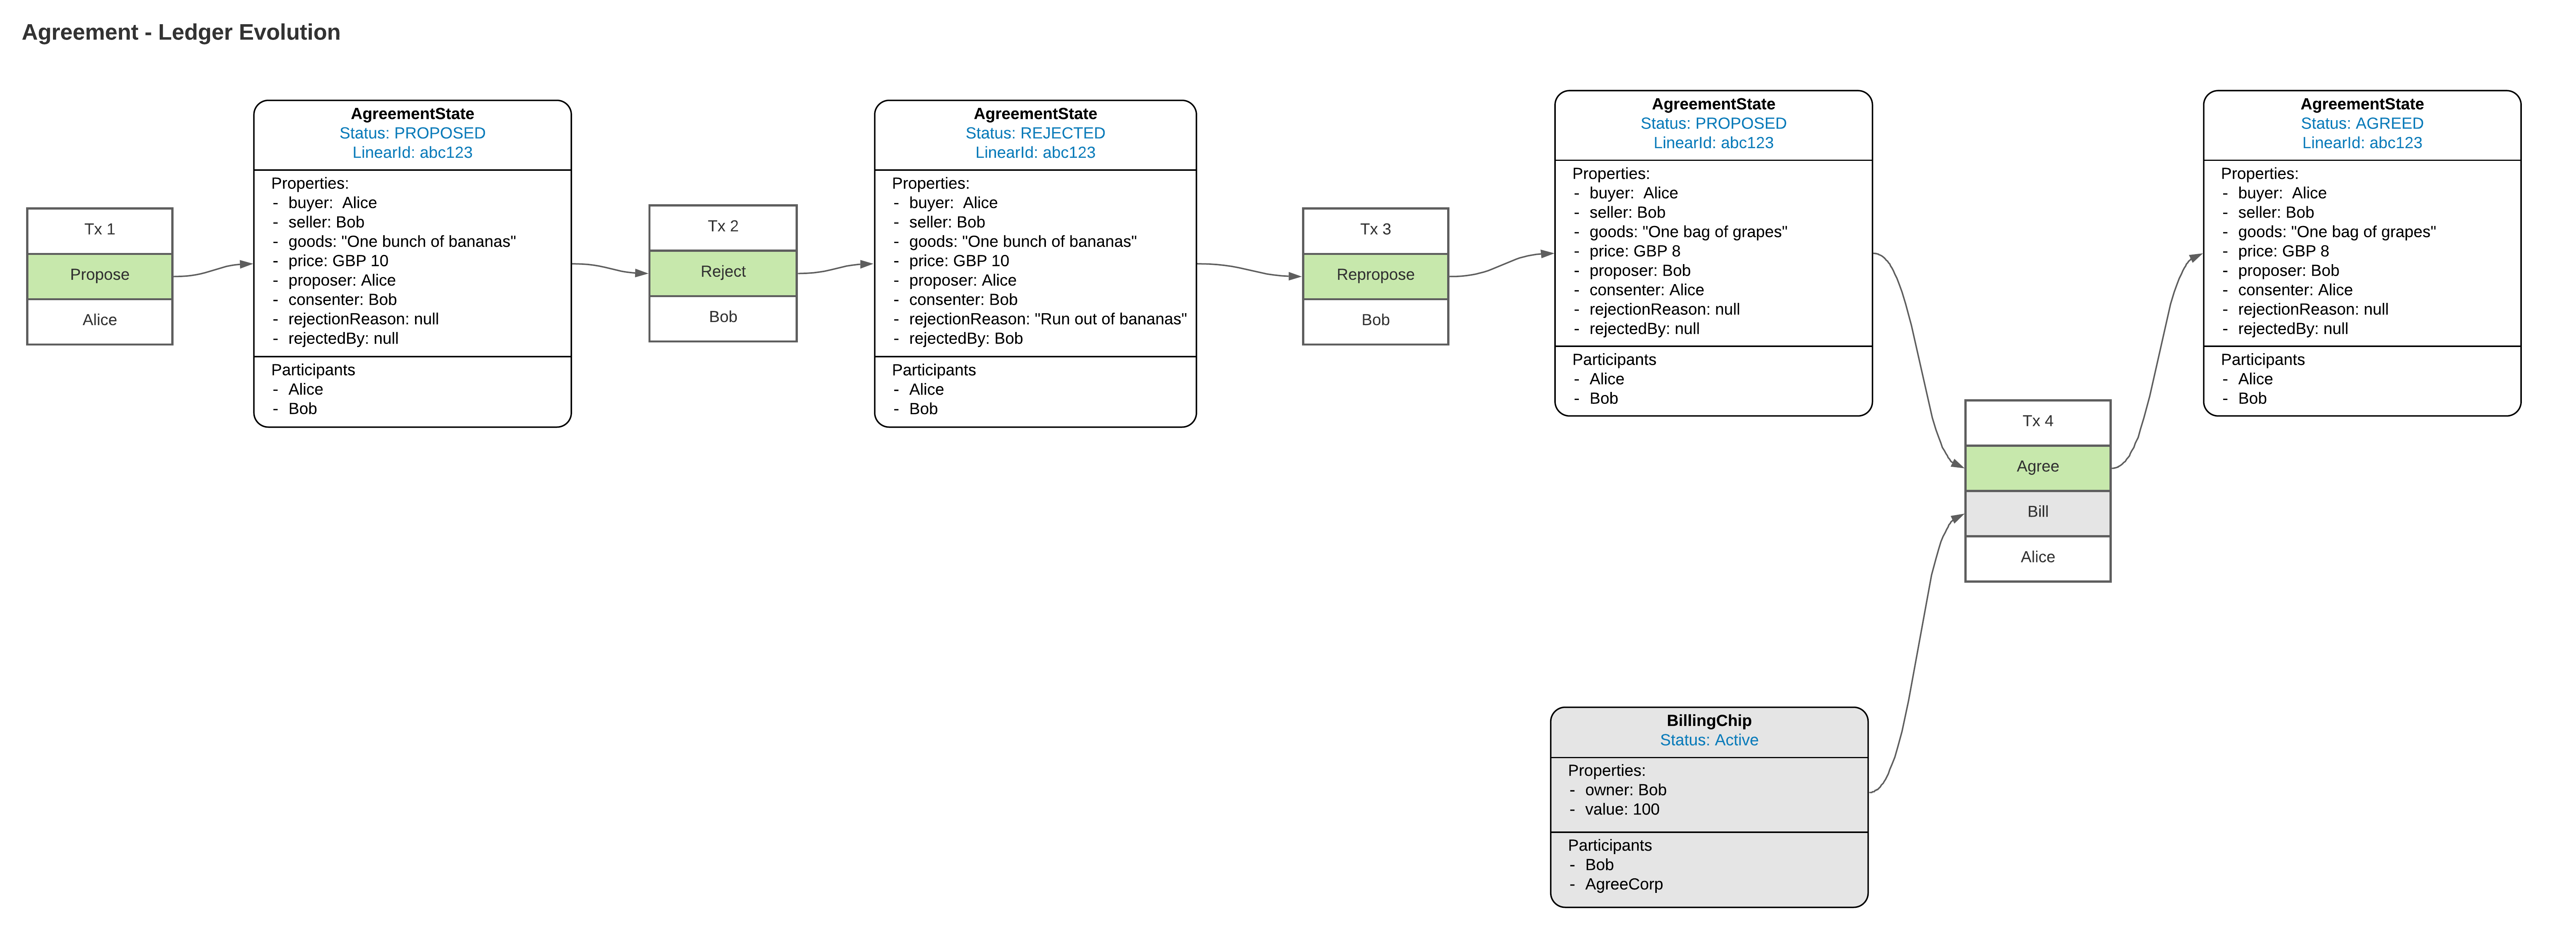 Agreement - Ledger Evolution
Tx 1
Propose
Alice
AgreementState
Status: PROPOSED
LinearId: abc123
Properties:
- buyer:  Alice
- seller: Bob
- goods: "One bunch of bananas"
- price: GBP 10
- proposer: Alice
- consenter: Bob
- rejectionReason: null
- rejectedBy: null
Participants
- Alice
- Bob
Tx 2
Reject
Bob
AgreementState
Status: REJECTED
LinearId: abc123
Properties:
- buyer:  Alice
- seller: Bob
- goods: "One bunch of bananas"
- price: GBP 10
- proposer: Alice
- consenter: Bob
- rejectionReason: "Run out of bananas"
- rejectedBy: Bob
Participants
- Alice
- Bob
Tx 3
Repropose
Bob
AgreementState
Status: PROPOSED
LinearId: abc123
Properties:
- buyer:  Alice
- seller: Bob
- goods: "One bag of grapes"
- price: GBP 8
- proposer: Bob
- consenter: Alice
- rejectionReason: null
- rejectedBy: null
Participants
- Alice
- Bob
BillingChip
Status: Active
Properties:
- owner: Bob
- value: 100
Participants
- Bob
- AgreeCorp
Tx 4
Agree
Bill
Alice
AgreementState
Status: AGREED
LinearId: abc123
Properties:
- buyer:  Alice
- seller: Bob
- goods: "One bag of grapes"
- price: GBP 8
- proposer: Bob
- consenter: Alice
- rejectionReason: null
- rejectedBy: null
Participants
- Alice
- Bob